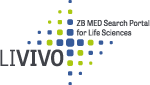 ZB MED Search Portal
for Life Sciences
LIVIVO